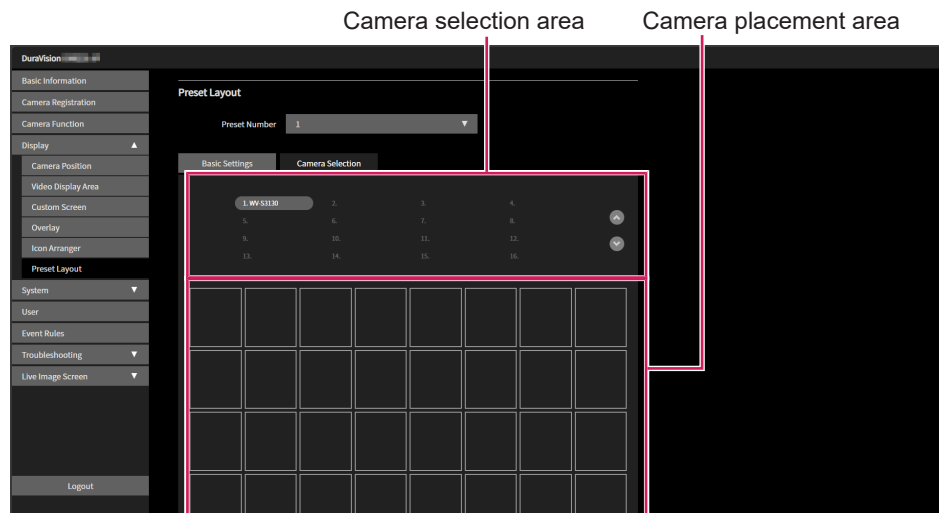 Camera selection area Camera placement area
DuraVision
Basic Information
Camera Registration
Camera Function
Display ▲
Camera Position
Video Display Area
Custom Screen
Overlay
Icon Arranger
Preset Layout
System ▼
User
Event Rules
Troubleshooting ▼
Live Image Screen ▼
Logout
Preset Layout
Preset Number 1 ▼
Basic Settings Camera Selection
1. WV-S3130 2. 3. 4.
5. 6. 7. 8.
9. 10. 11. 12.
13. 14. 15. 16.